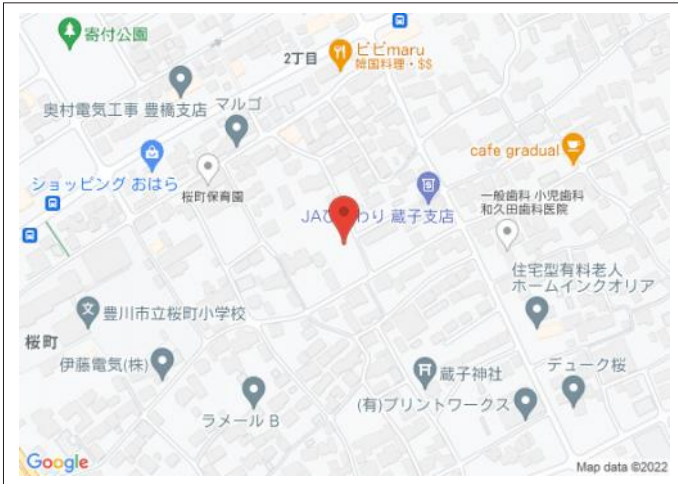 寄付公園
2丁目
ビビmaru
韓国料理・$$
奥村電気工事 豊橋支店
マルゴ
cafe gradual
ショッピング おはら
桜町保育園
JAひ わり 蔵子支店
一般歯科 小児歯科
和久田歯科医院
住宅型有料老人
ホームインクオリア
豊川市立桜町小学校
桜町
伊藤電気(株)
蔵子神社
デューク桜
ラメール B
(有)プリントワークス
Google
Map data ©2022